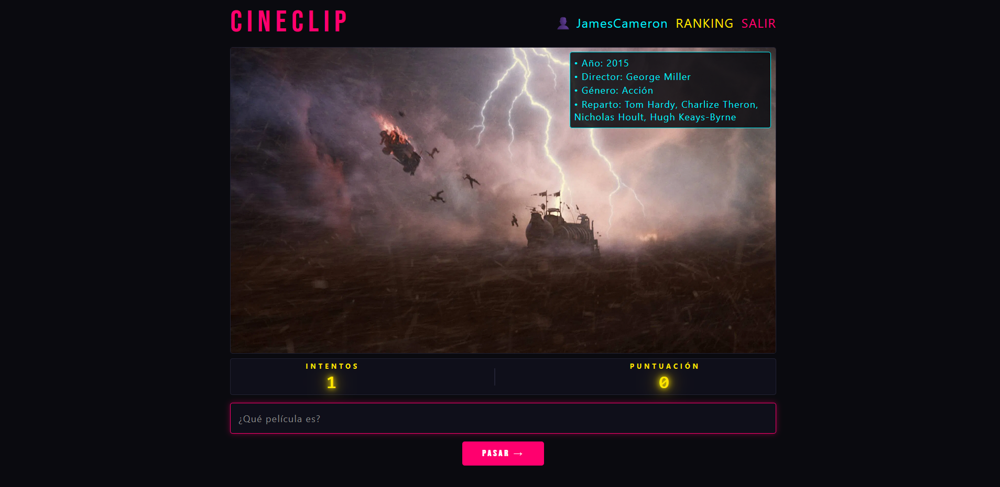 CINECLIP
JamesCameron RANKING SALIR
• Año: 2015
• Director: George Miller
• Género: Acción
• Reparto: Tom Hardy, Charlize Theron,
Nicholas Hoult, Hugh Keays-Byrne
INTENTOS
1
PUNTUACIÓN
0
¿Qué película es?
PASAR →